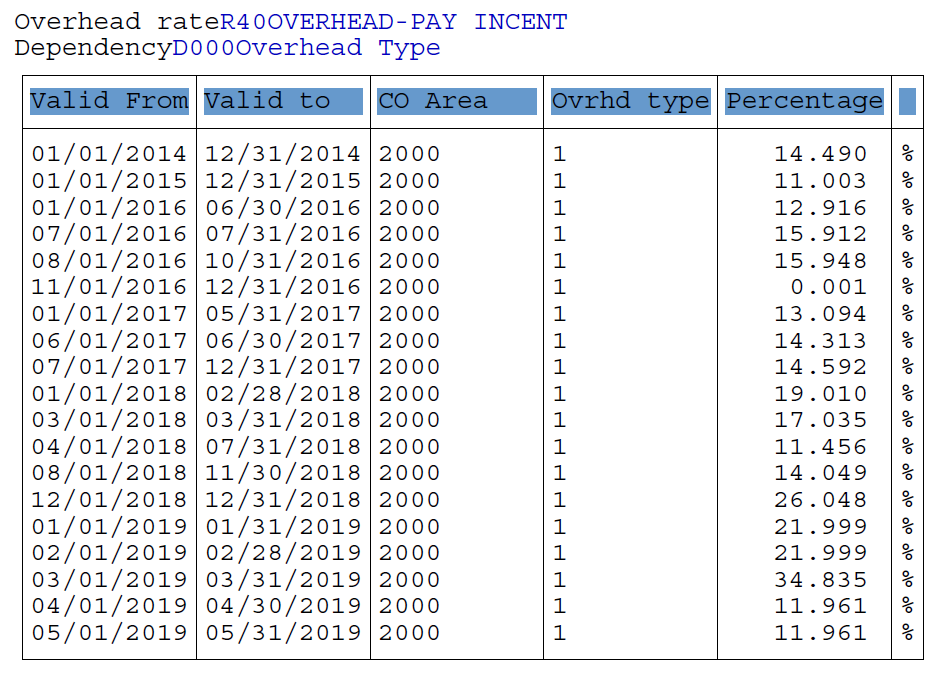 Overhead rateR40OVERHEAD-PAY INCENT
DependencyD000Overhead Type
Valid From Valid to CO Area Ovrhd type Percentage
01/01/2014 12/31/2014 2000 1 14.490 %
01/01/2015 12/31/2015 2000 1 11.003 %
01/01/2016 06/30/2016 2000 1 12.916 %
07/01/2016 07/31/2016 2000 1 15.912 %
08/01/2016 10/31/2016 2000 1 15.948 %
11/01/2016 12/31/2016 2000 1 0.001 %
01/01/2017 05/31/2017 2000 1 13.094 %
06/01/2017 06/30/2017 2000 1 14.313 %
07/01/2017 12/31/2017 2000 1 14.592 %
01/01/2018 02/28/2018 2000 1 19.010 %
03/01/2018 03/31/2018 2000 1 17.035 %
04/01/2018 07/31/2018 2000 1 11.456 %
08/01/2018 11/30/2018 2000 1 14.049 %
12/01/2018 12/31/2018 2000 1 26.048 %
01/01/2019 01/31/2019 2000 1 21.999 %
02/01/2019 02/28/2019 2000 1 21.999 %
03/01/2019 03/31/2019 2000 1 34.835 %
04/01/2019 04/30/2019 2000 1 11.961 %
05/01/2019 05/31/2019 2000 1 11.961 %